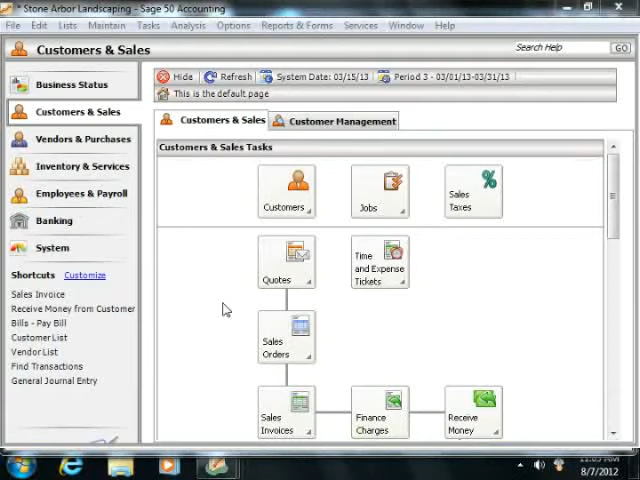 * Stone Arbor Landscaping - Sage 50 Accounting
File Edit Lists Maintain Tasks Analysis Options Reports & Forms Services Window Help
Customers & Sales
Search Help
GO
Business Status
Customers & Sales
Vendors & Purchases
Inventory & Services
Employees & Payroll
Banking
System
Shortcuts Customize
Sales Invoice
Receive Money from Customer
Bills - Pay Bill
Customer List
Vendor List
Find Transactions
General Journal Entry
Hide Refresh System Date: 03/15/13 Period 3 - 03/01/13-03/31/13
This is the default page
Customers & Sales Customer Management
Customers & Sales Tasks
Customers
Jobs
Sales
Taxes
Quotes
Time
and Expense
Tickets
Sales
Orders
Sales
Invoices
Finance
Charges
Receive
Money
8/7/2012